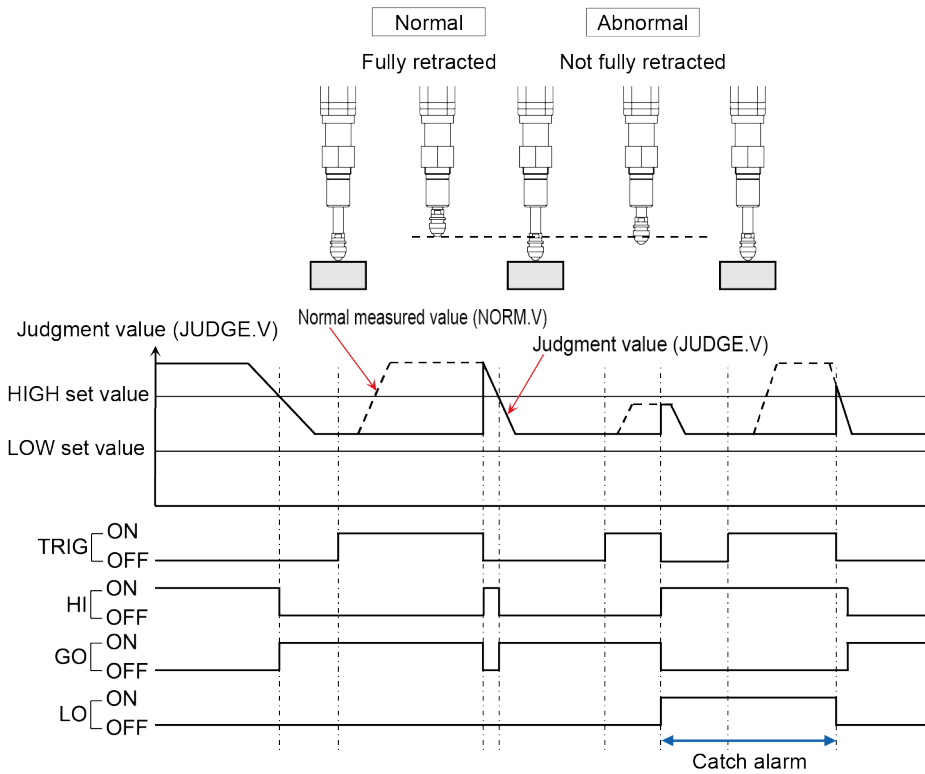 Normal
Abnormal
Fully retracted
Not fully retracted
Normal measured value (NORM.V)
Judgment value (JUDGE.V)
Judgment value (JUDGE.V)
HIGH set value
LOW set value
TRIG
ON
OFF
HI
ON
OFF
GO
ON
OFF
LO
ON
OFF
Catch alarm